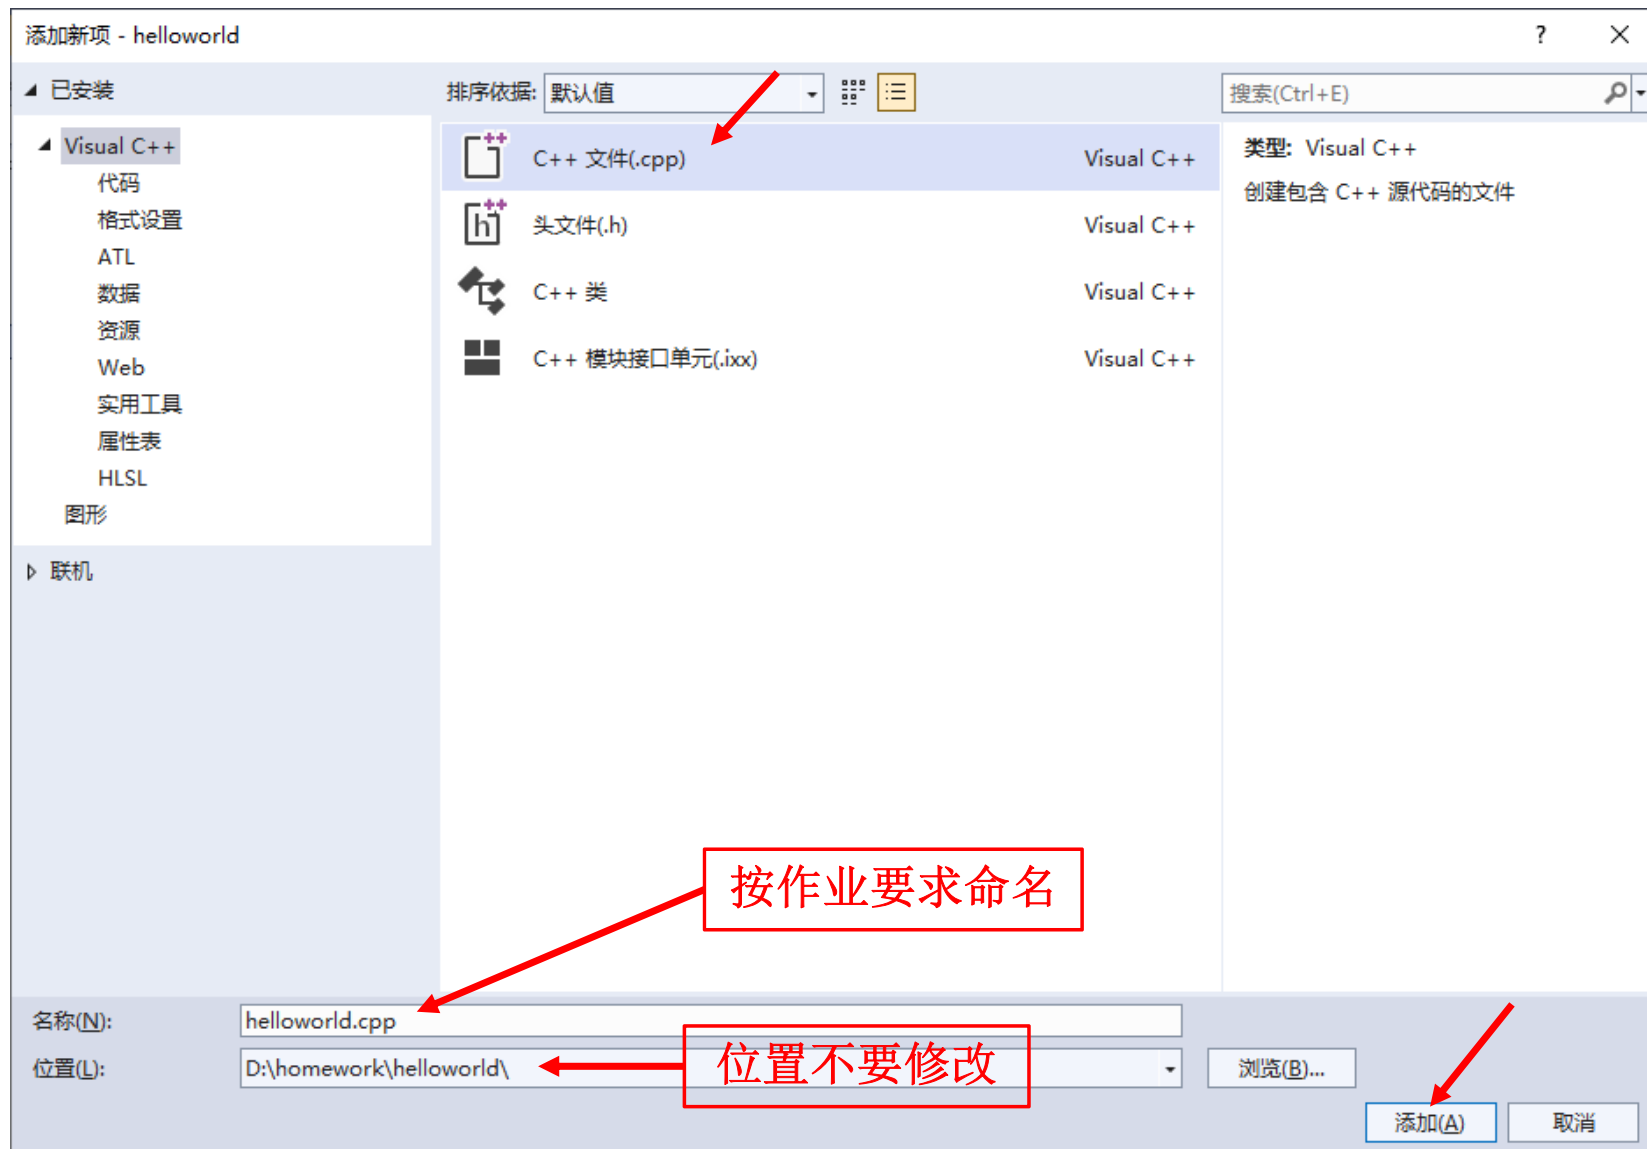 添加新项 - helloworld
?
已安装
排序依据: 默认值
搜索(Ctrl+E)
Visual C++
代码
格式设置
ATL
数据
资源
Web
实用工具
属性表
HLSL
图形
联机
C++ 文件(.cpp) Visual C++
头文件(.h) Visual C++
C++ 类 Visual C++
C++ 模块接口单元(.ixx) Visual C++
类型: Visual C++
创建包含 C++ 源代码的文件
按作业要求命名
名称(N): helloworld.cpp
位置(L): D:\homework\helloworld\
位置不要修改
浏览(B)...
添加(A) 取消